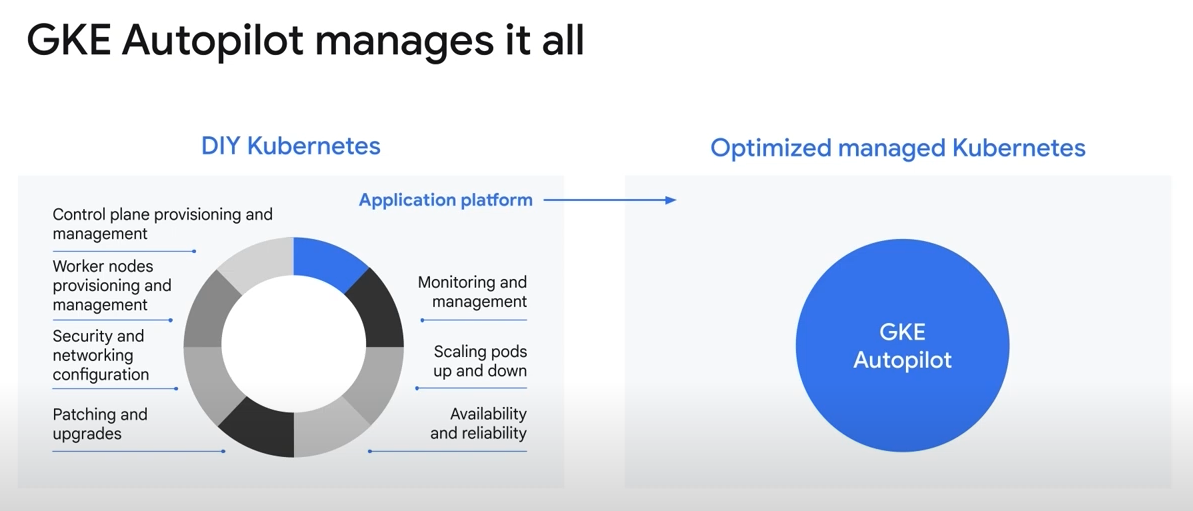 GKE Autopilot manages it all
DIY Kubernetes
Application platform
Control plane provisioning and
management
Worker nodes
provisioning and
management
Security and
networking
configuration
Patching and
upgrades
Monitoring and
management
Scaling pods
up and down
Availability
and reliability
Optimized managed Kubernetes
GKE
Autopilot